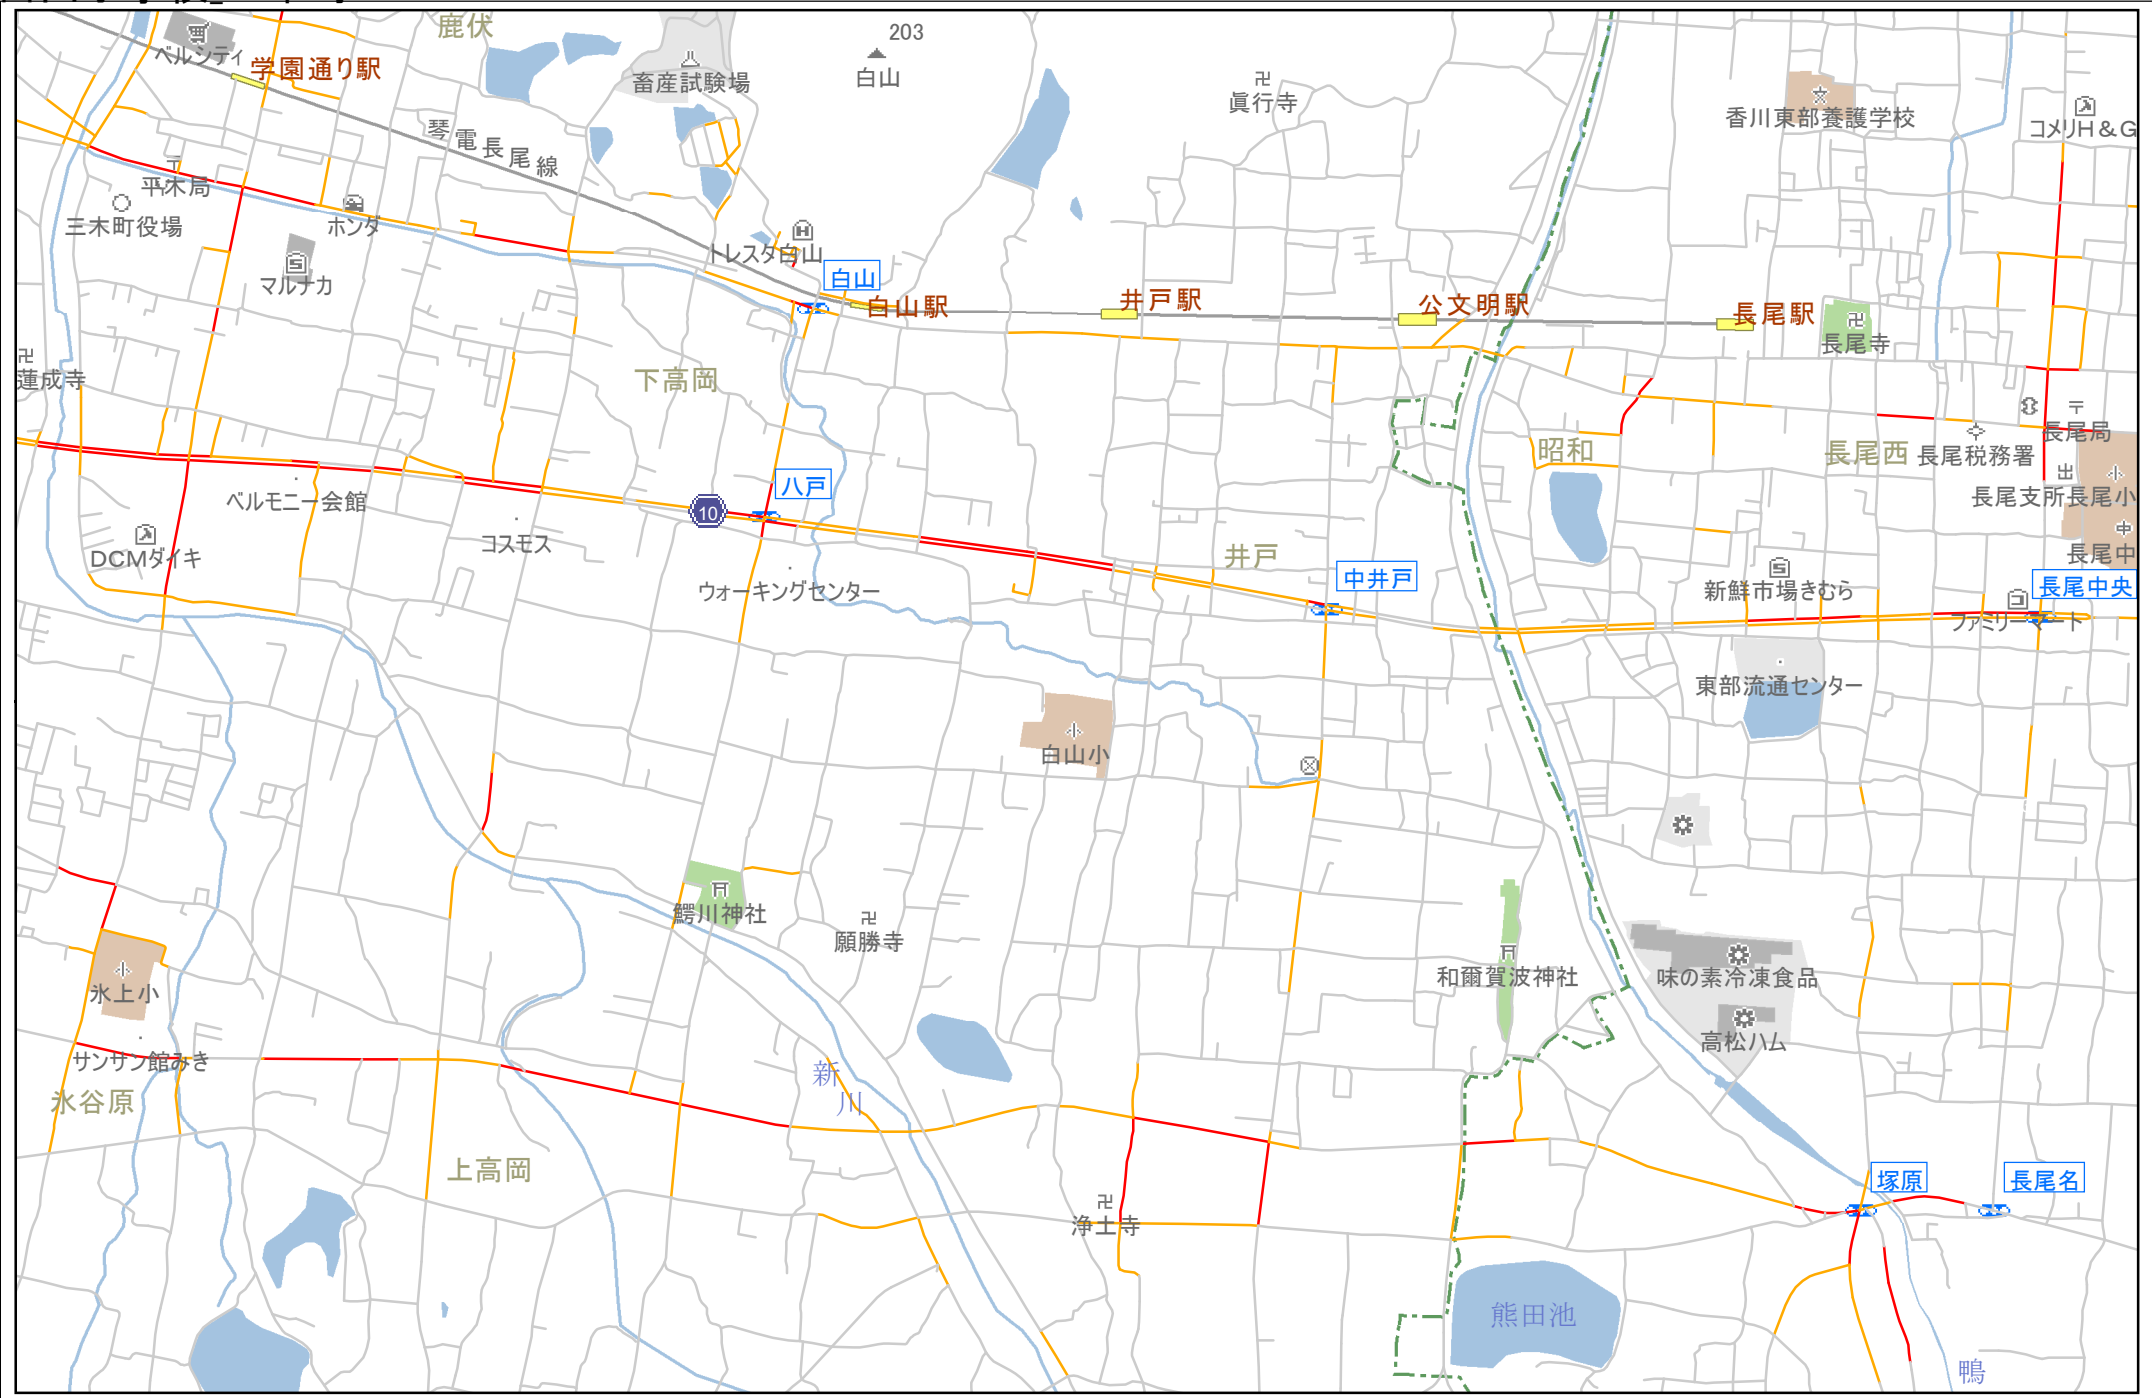 鹿伏
203
白山
ベルシティ
学園通り駅
畜産試験場
眞行寺
香川東部養護学校
コメリH&G
琴電長尾線
平木局
三木町役場
ホンダ
トレスタ白山
マルナカ
白山
白山駅
井戸駅
公文明駅
長尾駅
長尾寺
蓮成寺
下高岡
昭和
長尾西
長尾税務署
長尾局
八戸
10
ベルモニー会館
長尾支所
長尾小
DCMダイキ
コスモス
井戸
長尾中
中井戸
ウォーキングセンター
新鮮市場きむら
長尾中央
ファミリーマート
東部流通センター
白山小
鰐川神社
願勝寺
和爾賀波神社
味の素冷凍食品
氷上小
高松ハム
サンサン館みき
新川
氷谷原
上高岡
浄土寺
塚原
長尾名
熊田池
鴨